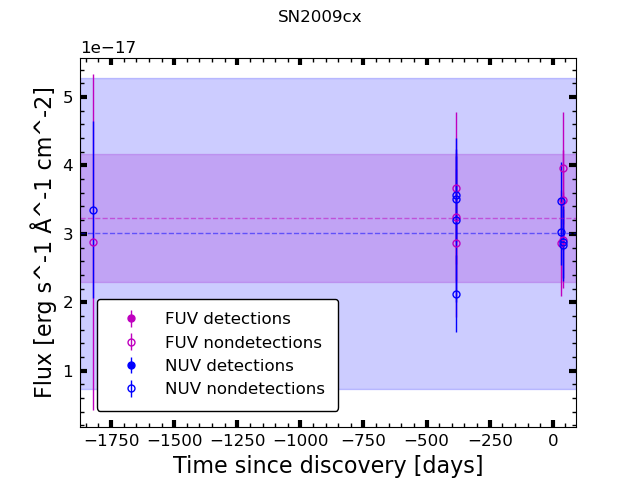 SN2009cx
1e−17
5
4
3
2
1
Flux [erg s^-1 Å^-1 cm^-2]
FUV detections
FUV nondetections
NUV detections
NUV nondetections
−1750 −1500 −1250 −1000 −750 −500 −250 0
Time since discovery [days]